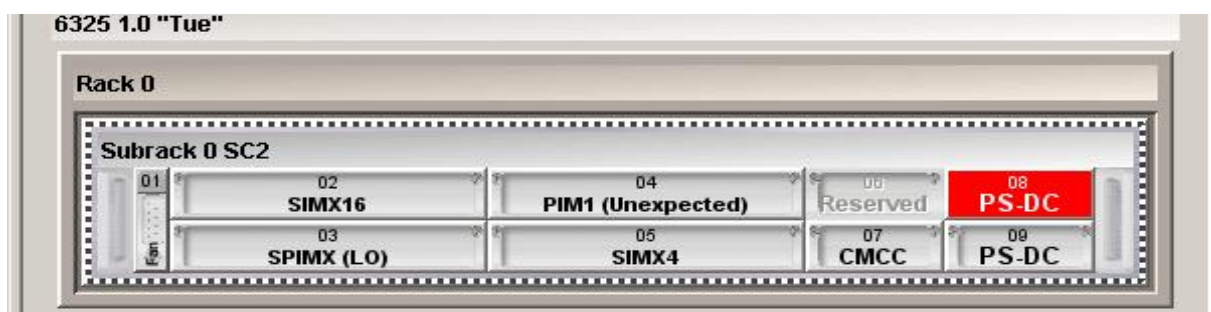 6325 1.0 "Tue"
Rack 0
Subrack 0 SC2
01
Fan
02
SIMX16
04
PIM1 (Unexpected)
06
Reserved
08
PS-DC
03
SPIMX (LO)
05
SIMX4
07
CMCC
09
PS-DC